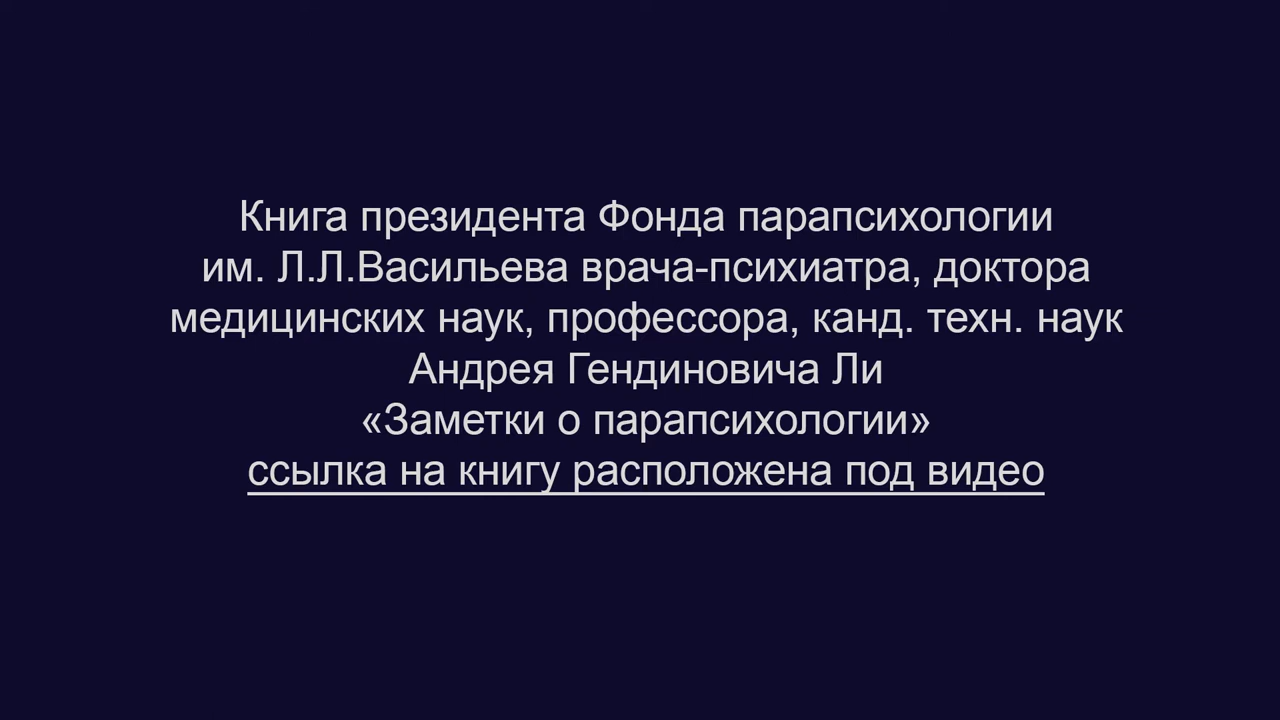 Книга президента Фонда парапсихологии
им. Л.Л.Васильева врача-психиатра, доктора
медицинских наук, профессора, канд. техн. наук
Андрея Гендиновича Ли
«Заметки о парапсихологии»
ссылка на книгу расположена под видео